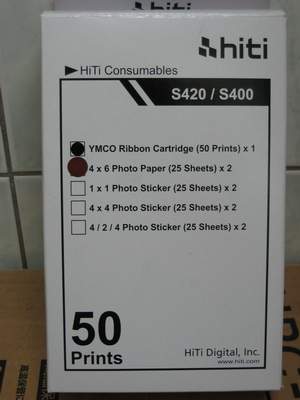 hiti
HiTi Consumables
S420 / S400
YMCO Ribbon Cartridge (50 Prints) x 1
4 x 6 Photo Paper (25 Sheets) x 2
1 x 1 Photo Sticker (25 Sheets) x 2
4 x 4 Photo Sticker (25 Sheets) x 2
4 / 2 / 4 Photo Sticker (25 Sheets) x 2
50
Prints
HiTi Digital, Inc.
www.hiti.com